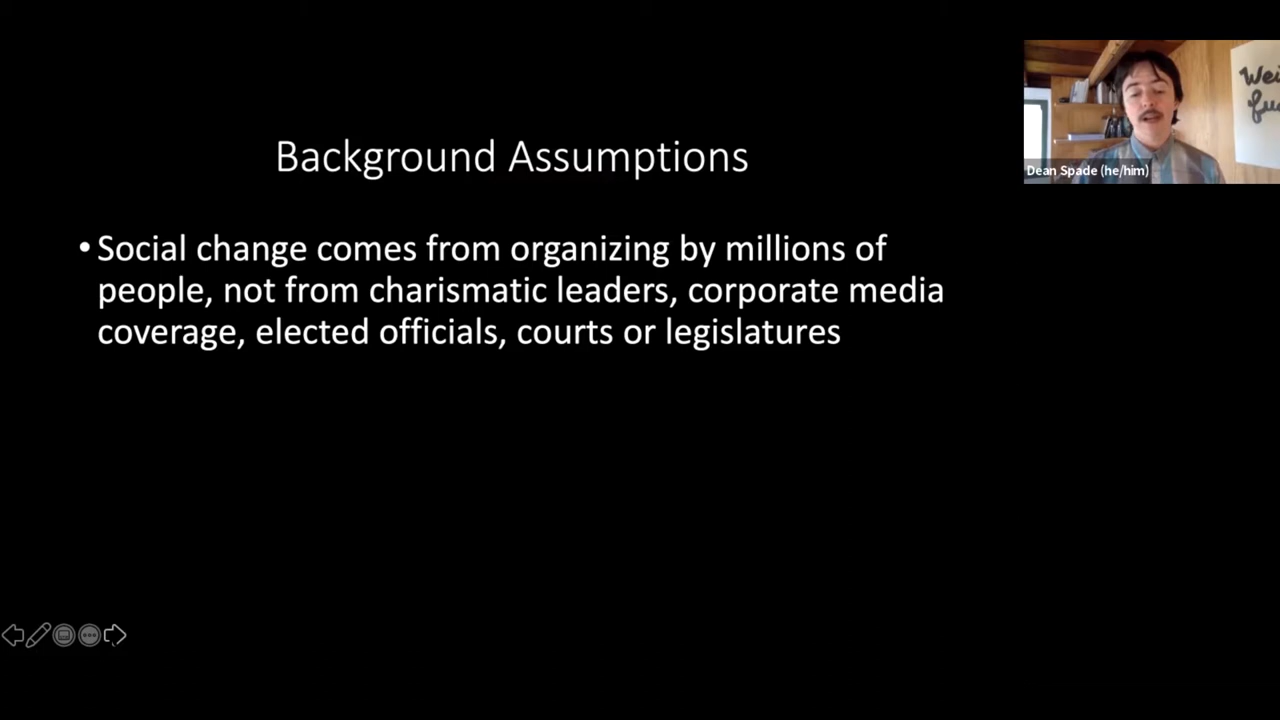 Background Assumptions
• Social change comes from organizing by millions of
people, not from charismatic leaders, corporate media
coverage, elected officials, courts or legislatures
Dean Spade (he/him)